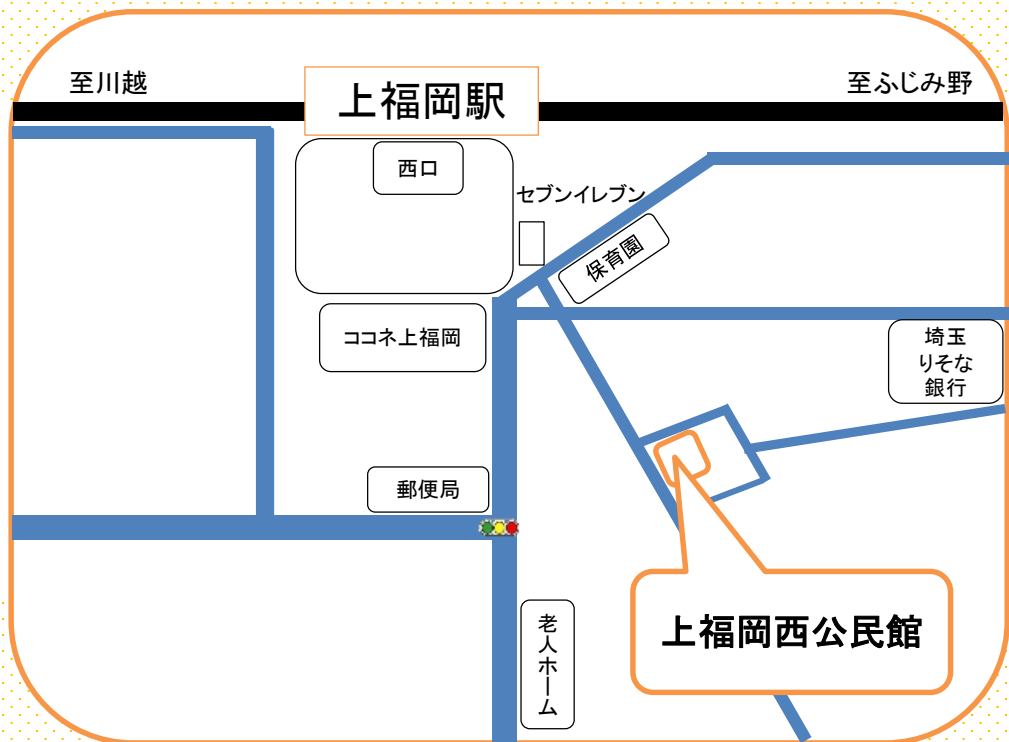 至川越
上福岡駅
至ふじみ野
西口
セブンイレブン
保育園
ココネ上福岡
埼玉
りそな
銀行
郵便局
老人ホーム
上福岡西公民館